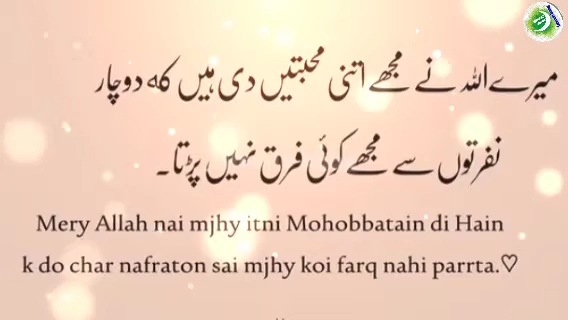 میرے اللہ نے مجھے اتنی محبتیں دی ہیں کہ دو چار
نفرتوں سے مجھے کوئی فرق نہیں پڑتا۔
Mery Allah nai mjhy itni Mohobbatain di Hain
k do char nafraton sai mjhy koi farq nahi parrta.♡